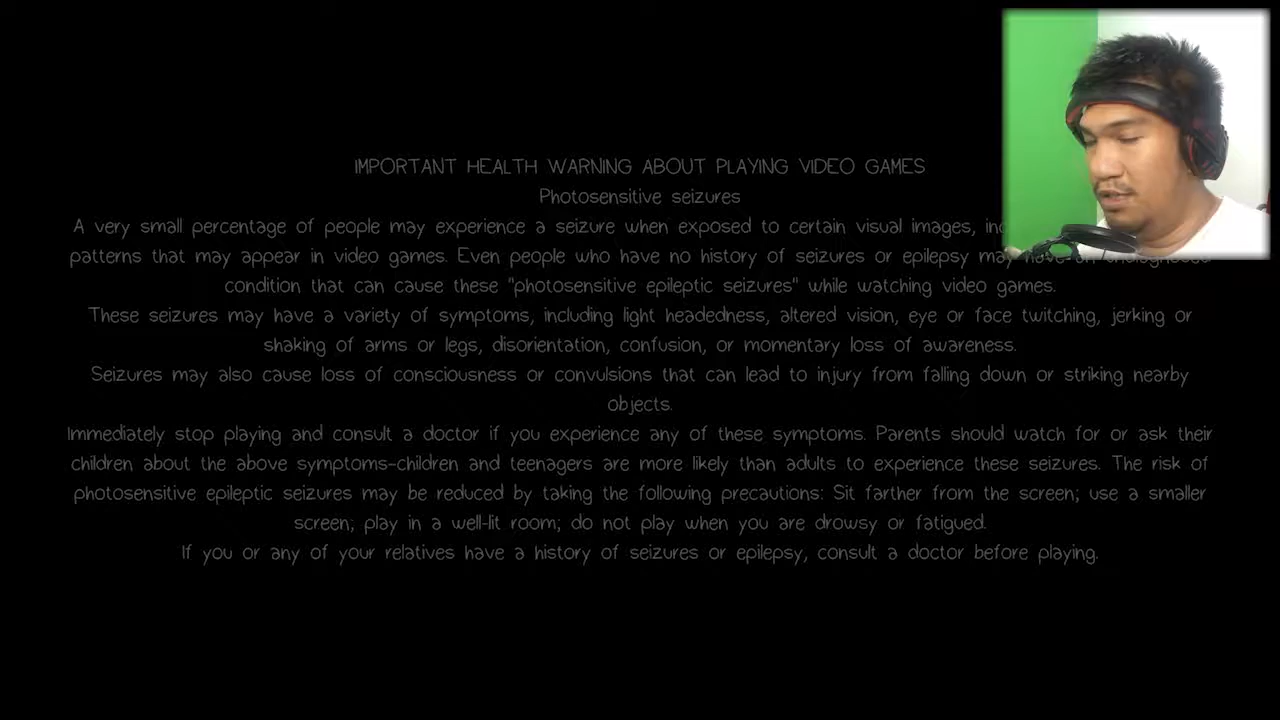 IMPORTANT HEALTH WARNING ABOUT PLAYING VIDEO GAMES
Photosensitive seizures
A very small percentage of people may experience a seizure when exposed to certain visual images,
patterns that may appear in video games. Even people who have no history of seizures or epilepsy may have an
condition that can cause these "photosensitive epileptic seizures" while watching video games.
These seizures may have a variety of symptoms, including light headedness, altered vision, eye or face twitching, jerking or
shaking of arms or legs, disorientation, confusion, or momentary loss of awareness.
Seizures may also cause loss of consciousness or convulsions that can lead to injury from falling down or striking nearby
objects.
Immediately stop playing and consult a doctor if you experience any of these symptoms. Parents should watch for or ask their
children about the above symptoms-children and teenagers are more likely than adults to experience these seizures. The risk of
photosensitive epileptic seizures may be reduced by taking the following precautions: Sit farther from the screen; use a smaller
screen; play in a well-lit room; do not play when you are drowsy or fatigued.
If you or any of your relatives have a history of seizures or epilepsy, consult a doctor before playing.